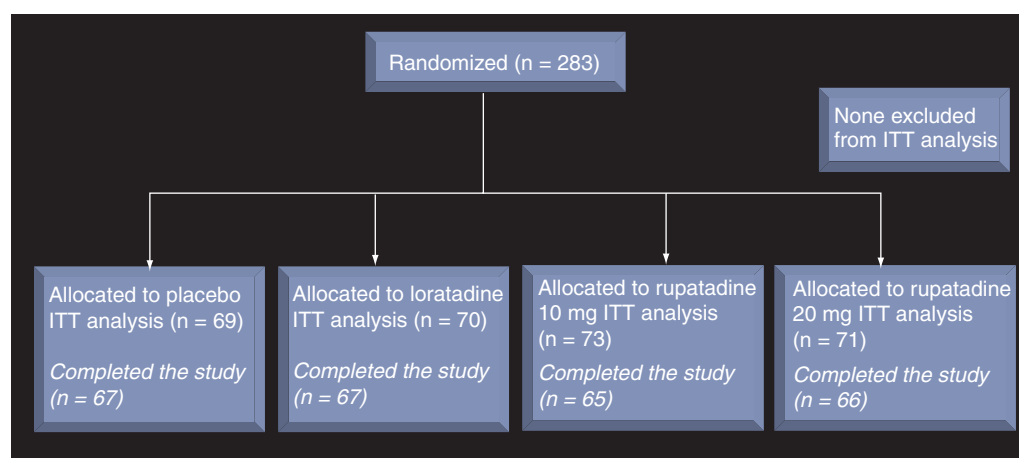 Randomized (n = 283)
None excluded
from ITT analysis
Allocated to placebo
ITT analysis (n = 69)
Completed the study
(n = 67)
Allocated to loratadine
ITT analysis (n = 70)
Completed the study
(n = 67)
Allocated to rupatadine
10 mg ITT analysis
(n = 73)
Completed the study
(n = 65)
Allocated to rupatadine
20 mg ITT analysis
(n = 71)
Completed the study
(n = 66)